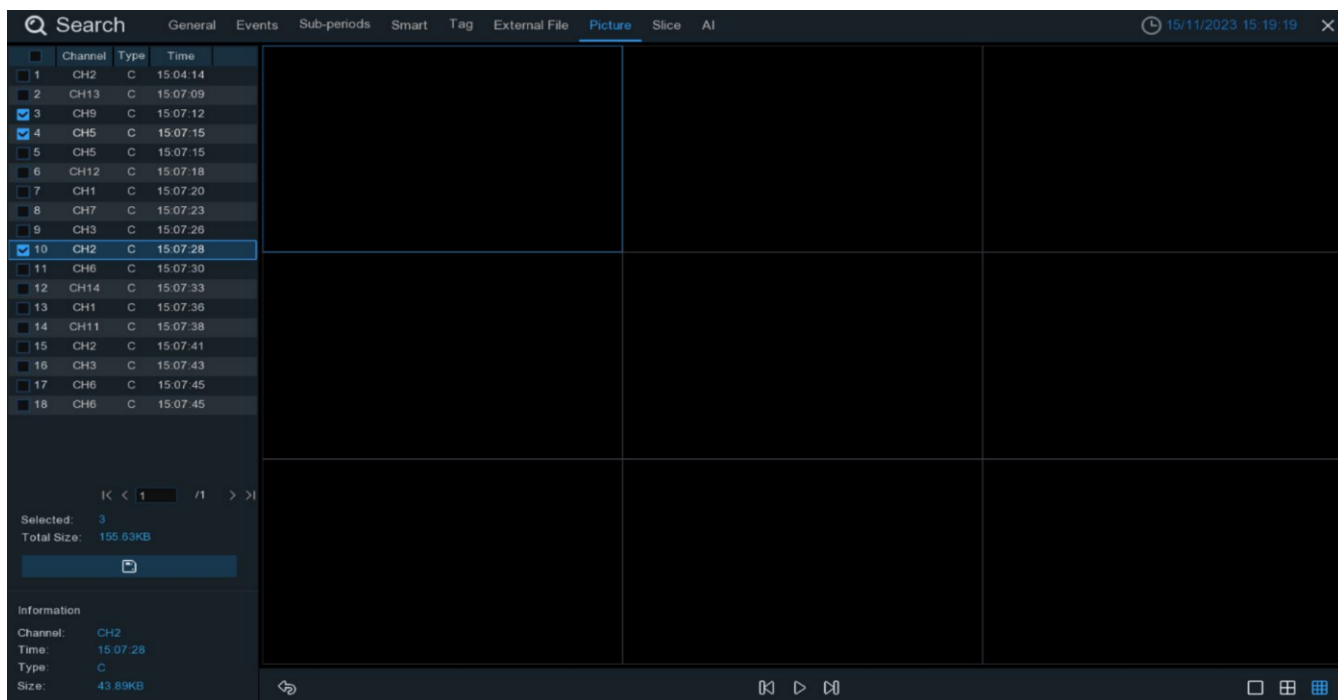 Search General Events Sub-periods Smart Tag External File Picture Slice AI 15/11/2023 15:19:19
Channel Type Time
1 CH2 C 15:04:14
2 CH13 C 15:07:09
3 CH9 C 15:07:12
4 CH5 C 15:07:15
5 CH5 C 15:07:15
6 CH12 C 15:07:18
7 CH1 C 15:07:20
8 CH7 C 15:07:23
9 CH3 C 15:07:26
10 CH2 C 15:07:28
11 CH6 C 15:07:30
12 CH14 C 15:07:33
13 CH1 C 15:07:36
14 CH11 C 15:07:38
15 CH2 C 15:07:41
16 CH3 C 15:07:43
17 CH6 C 15:07:45
18 CH6 C 15:07:45
1 /1
Selected: 3
Total Size: 155.63KB
Information
Channel: CH2
Time: 15:07:28
Type: C
Size: 43.89KB